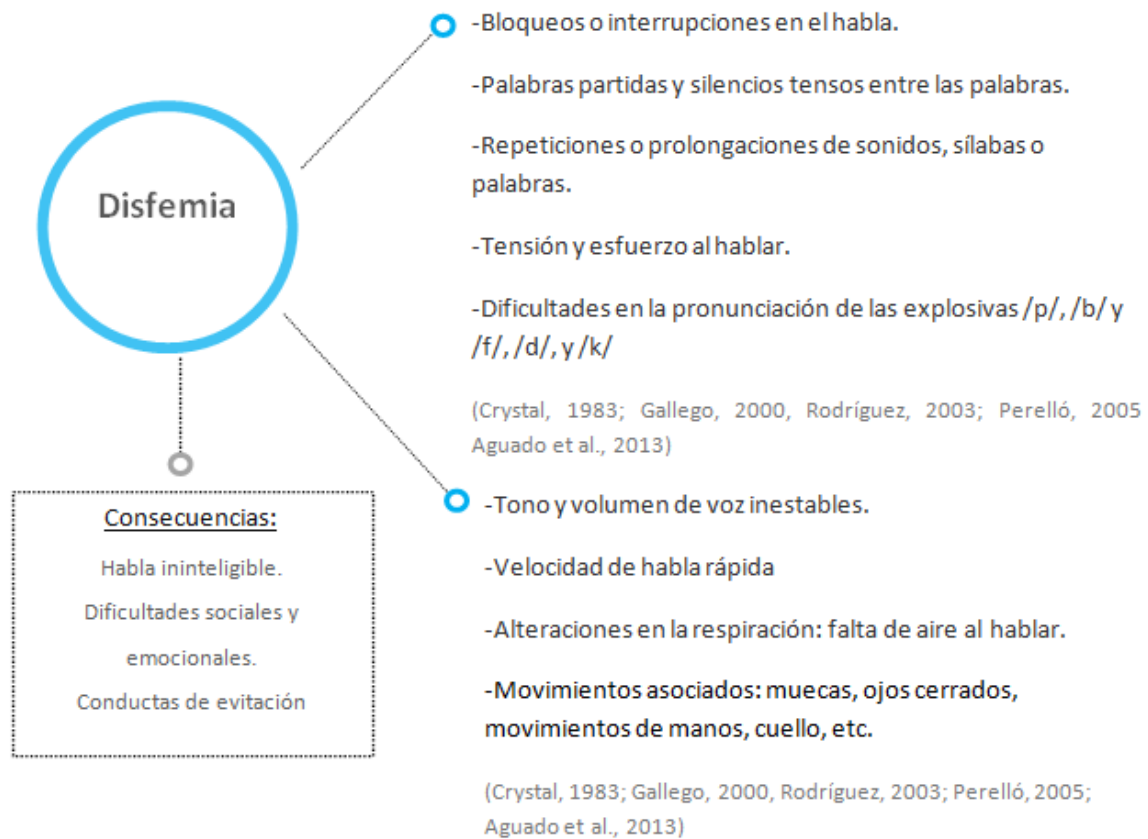 Disfemia
-Bloqueos o interrupciones en el habla.
-Palabras partidas y silencios tensos entre las palabras.
-Repeticiones o prolongaciones de sonidos, sílabas o
palabras.
-Tensión y esfuerzo al hablar.
-Dificultades en la pronunciación de las explosivas /p/, /b/ y
/f/, /d/, y /k/
(Crystal, 1983; Gallego, 2000, Rodríguez, 2003; Perelló, 2005
Aguado et al., 2013)
-Tono y volumen de voz inestables.
-Velocidad de habla rápida
-Alteraciones en la respiración: falta de aire al hablar.
-Movimientos asociados: muecas, ojos cerrados,
movimientos de manos, cuello, etc.
(Crystal, 1983; Gallego, 2000, Rodríguez, 2003; Perelló, 2005;
Aguado et al., 2013)
Consecuencias:
Habla ininteligible.
Dificultades sociales y
emocionales.
Conductas de evitación